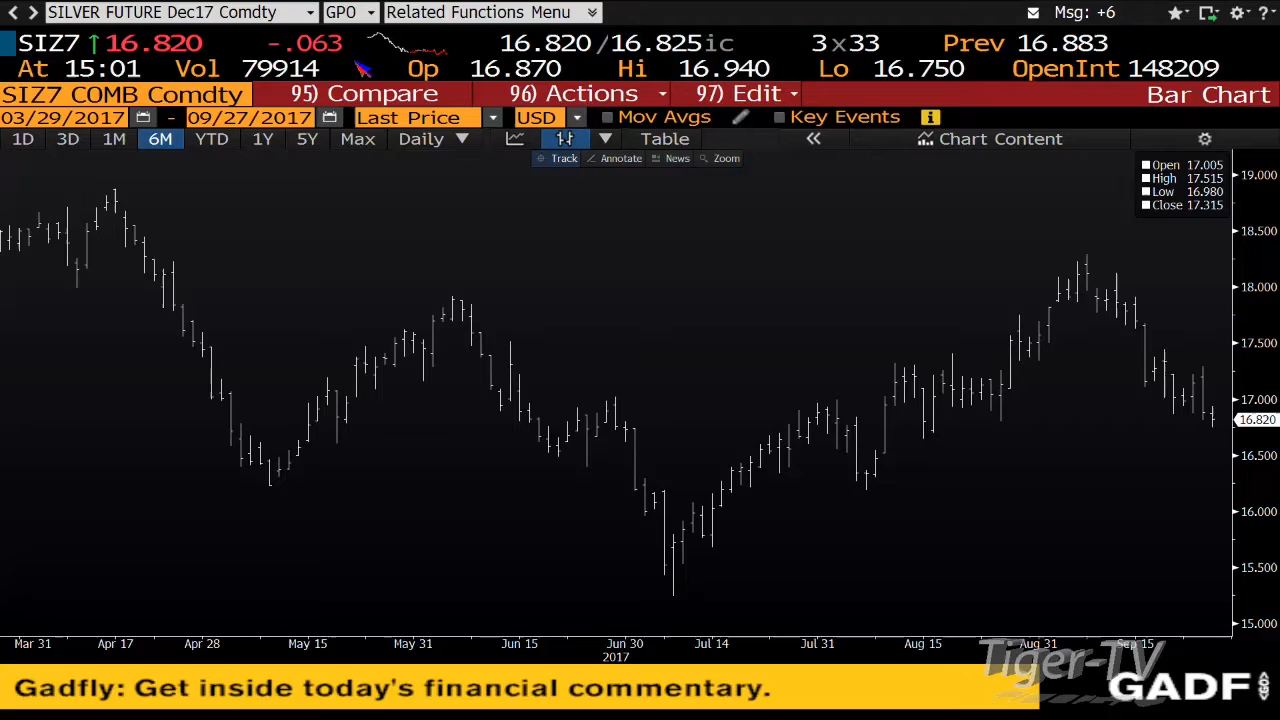 SILVER FUTURE Dec17 Comdty GPO Related Functions Menu Msg: +6
SIZ7 16.820 -.063 16.820/16.825ic 3x33 Prev 16.883
At 15:01 Vol 79914 Op 16.870 Hi 16.940 Lo 16.750 OpenInt 148209
SIZ7 COMB Comdty 95) Compare 96) Actions 97) Edit Bar Chart
03/29/2017 - 09/27/2017 Last Price USD Mov Avgs Key Events
1D 3D 1M 6M YTD 1Y 5Y Max Daily Table Chart Content
Track Annotate News Zoom
Open 17.005
High 17.515
Low 16.980
Close 17.315
19.000
18.500
18.000
17.500
17.000
16.820
16.500
16.000
15.500
15.000
Mar 31 Apr 17 Apr 28 May 15 May 31 Jun 15 Jun 30 Jul 14 Jul 31 Aug 15 Aug 31 Sep 15
2017
Tiger-TV
Gadfly: Get inside today's financial commentary. GADF <GO>